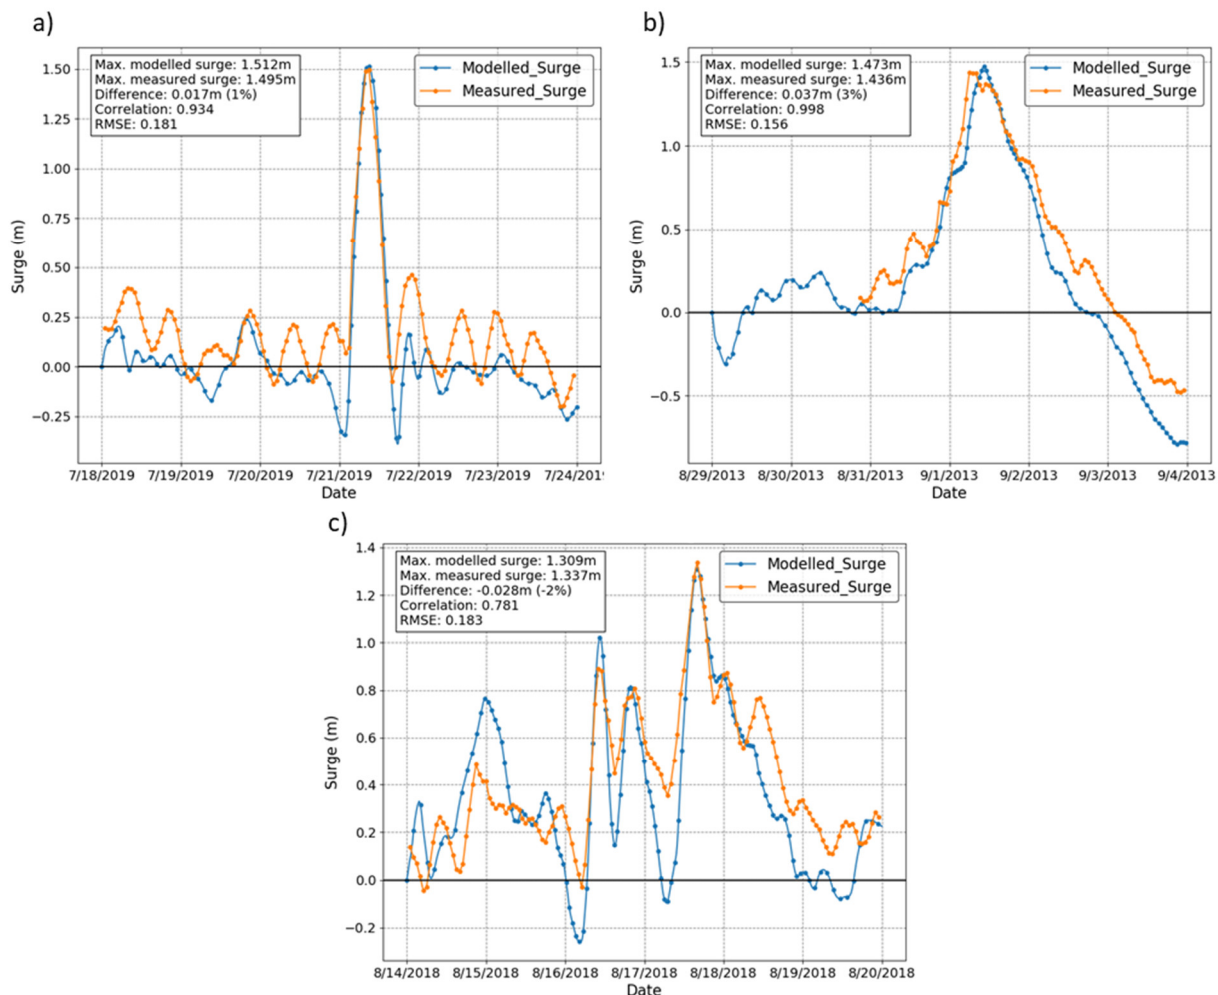 a)
Max. modelled surge: 1.512m
Max. measured surge: 1.495m
Difference: 0.017m (1%)
Correlation: 0.934
RMSE: 0.181
Modelled_Surge
Measured_Surge
1.50
1.25
1.00
0.75
0.50
0.25
0.00
−0.25
Surge (m)
7/18/2019 7/19/2019 7/20/2019 7/21/2019 7/22/2019 7/23/2019 7/24/2019
Date
b)
Max. modelled surge: 1.473m
Max. measured surge: 1.436m
Difference: 0.037m (3%)
Correlation: 0.998
RMSE: 0.156
Modelled_Surge
Measured_Surge
1.5
1.0
0.5
0.0
−0.5
Surge (m)
8/29/2013 8/30/2013 8/31/2013 9/1/2013 9/2/2013 9/3/2013 9/4/2013
Date
c)
Max. modelled surge: 1.309m
Max. measured surge: 1.337m
Difference: -0.028m (-2%)
Correlation: 0.781
RMSE: 0.183
Modelled_Surge
Measured_Surge
1.4
1.2
1.0
0.8
0.6
0.4
0.2
0.0
−0.2
Surge (m)
8/14/2018 8/15/2018 8/16/2018 8/17/2018 8/18/2018 8/19/2018 8/20/2018
Date